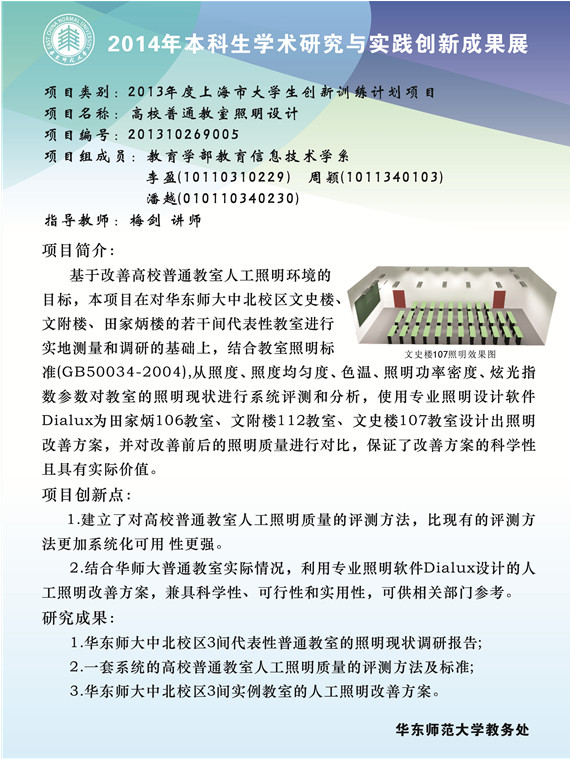 EAST CHINA NORMAL UNIVERSITY
2014年本科生学术研究与实践创新成果展
项目类别：2013年度上海市大学生创新训练计划项目
项目名称：高校普通教室照明设计
项目编号：201310269005
项目组成员：教育学部教育信息技术学系
李盈(10110310229) 周颖(1011340103)
潘越(010110340230)
指导教师：梅剑 讲师
项目简介：
基于改善高校普通教室人工照明环境的
目标，本项目在对华东师大中北校区文史楼、
文附楼、田家炳楼的若干间代表性教室进行
实地测量和调研的基础上，结合教室照明标
准(GB50034-2004),从照度、照度均匀度、色温、照明功率密度、炫光指
数参数对教室的照明现状进行系统评测和分析，使用专业照明设计软件
Dialux为田家炳106教室、文附楼112教室、文史楼107教室设计出照明
改善方案，并对改善前后的照明质量进行对比，保证了改善方案的科学性
且具有实际价值。
文史楼107照明效果图
项目创新点：
1.建立了对高校普通教室人工照明质量的评测方法，比现有的评测方
法更加系统化可用 性更强。
2.结合华师大普通教室实际情况，利用专业照明软件Dialux设计的人
工照明改善方案，兼具科学性、可行性和实用性，可供相关部门参考。
研究成果：
1.华东师大中北校区3间代表性普通教室的照明现状调研报告;
2.一套系统的高校普通教室人工照明质量的评测方法及标准;
3.华东师大中北校区3间实例教室的人工照明改善方案。
华东师范大学教务处